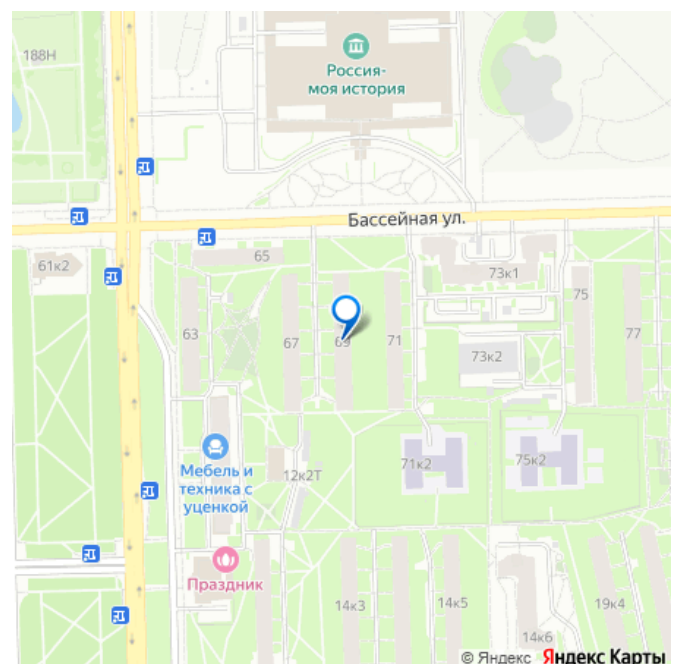 188Н
Россия-
моя история
Бассейная ул.
61к2
65
73к1
63
67
69
71
73к2
75
77
Мебель и
техника с
уценкой
12к2Т
71к2
75к2
Праздник
14к3
14к5
14к6
19к4
© Яндекс Яндекс Карты